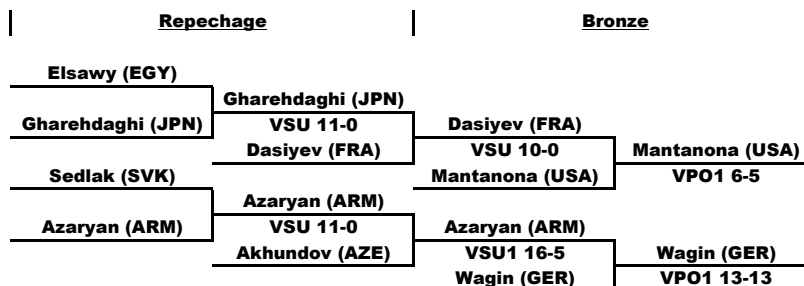 Repechage Bronze
Elsawy (EGY)
Gharehdaghi (JPN)
Gharehdaghi (JPN)
VSU 11-0
Dasiyev (FRA)
Dasiyev (FRA)
VSU 10-0
Mantanona (USA)
Mantanona (USA)
VPO1 6-5
Sedlak (SVK)
Azaryan (ARM)
Azaryan (ARM)
VSU 11-0
Akhundov (AZE)
Azaryan (ARM)
VSU1 16-5
Wagin (GER)
Wagin (GER)
VPO1 13-13